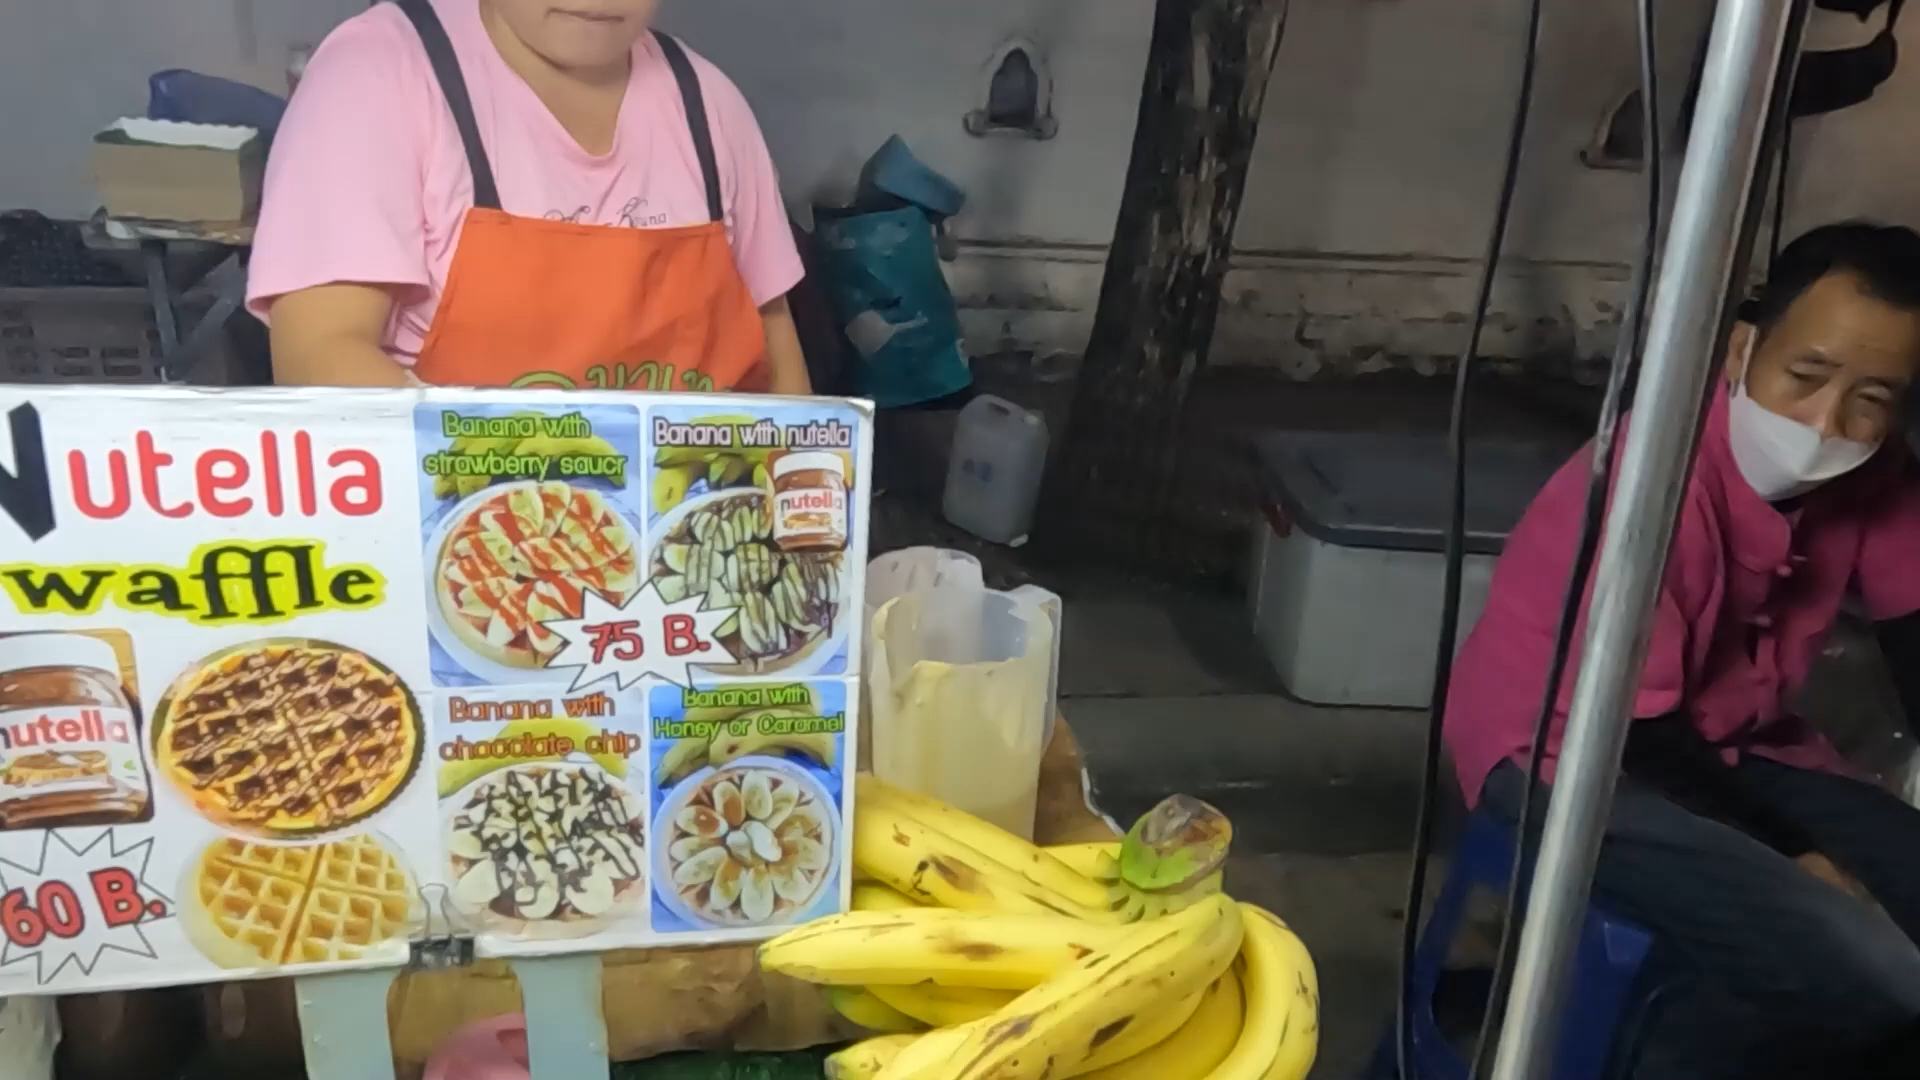 Nutella
waffle
nutella
60 B.
Banana with
strawberry saucr
Banana with nutella
nutella
75 B.
Banana with
chocolate chip
Banana with
Honey or Caramel